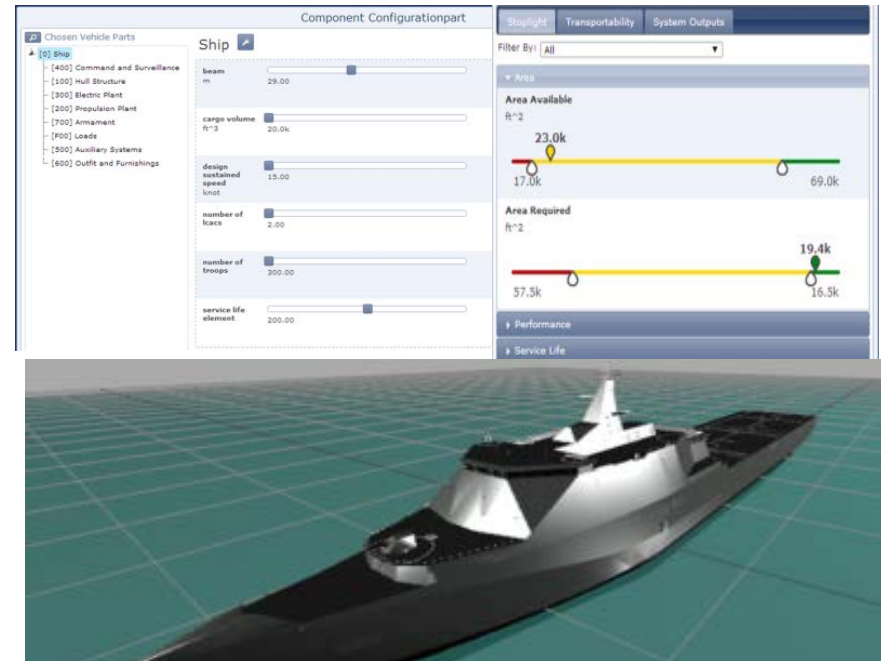 Component Configurationpart
Chosen Vehicle Parts
[0] Ship
[400] Command and Surveillance
[100] Hull Structure
[300] Electric Plant
[200] Propulsion Plant
[700] Armament
[F00] Loads
[500] Auxiliary Systems
[600] Outfit and Furnishings
Ship
beam
m
29.00
cargo volume
ft^3
20.0k
design
sustained
speed
knot
15.00
number of
lcacs
2.00
number of
troops
300.00
service life
element
200.00
Stoplight Transportability System Outputs
Filter By: All
Area
Area Available
ft^2
23.0k
17.0k 69.0k
Area Required
ft^2
19.4k
57.5k 16.5k
Performance
Service Life